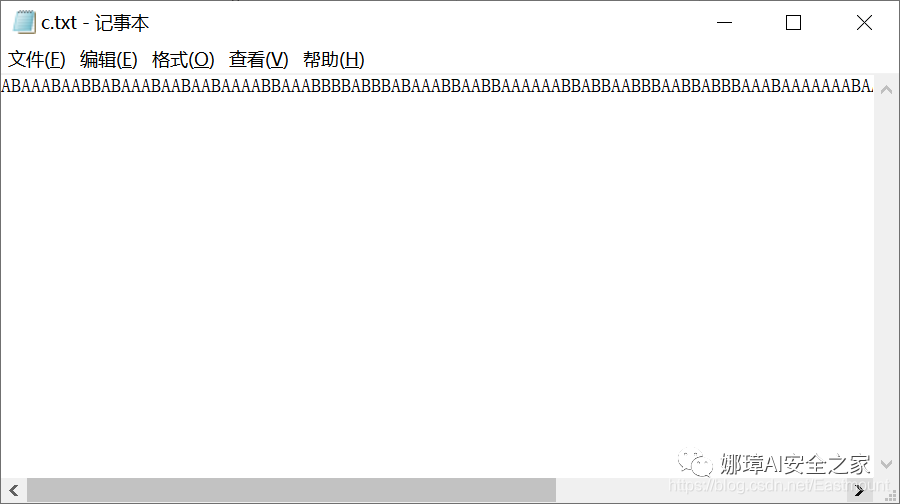 c.txt - 记事本
文件(F) 编辑(E) 格式(O) 查看(V) 帮助(H)
ABAAABAABBABAAABAABAABAAAABBAAABBBBABBBABAAABBAABBAAAAAABBABBAABBBAABBABBBAAABAAAAAAABAA
娜璋AI安全之家
https://blog.csdn.net/Eastmount